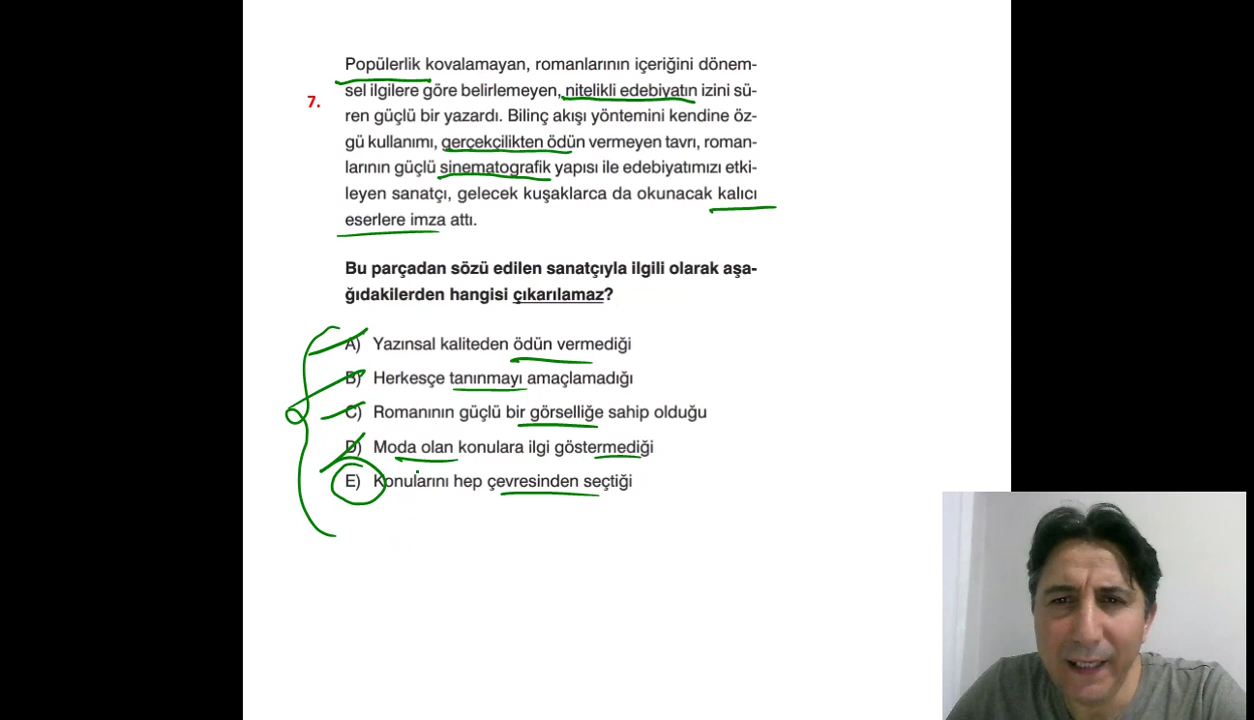 Popülerlik kovalamayan, romanlarının içeriğini dönem-
sel ilgilere göre belirlemeyen, nitelikli edebiyatın izini sü-
7.
ren güçlü bir yazardı. Bilinç akışı yöntemini kendine öz-
gü kullanımı, gerçekçilikten ödün vermeyen tavrı, roman-
larının güçlü sinematografik yapısı ile edebiyatımızı etki-
leyen sanatçı, gelecek kuşaklarca da okunacak kalıcı
eserlere imza attı.
Bu parçadan sözü edilen sanatçıyla ilgili olarak aşa-
ğıdakilerden hangisi çıkarılamaz?
A) Yazınsal kaliteden ödün vermediği
B) Herkesçe tanınmayı amaçlamadığı
C) Romanının güçlü bir görselliğe sahip olduğu
D) Moda olan konulara ilgi göstermediği
E) Konularını hep çevresinden seçtiği